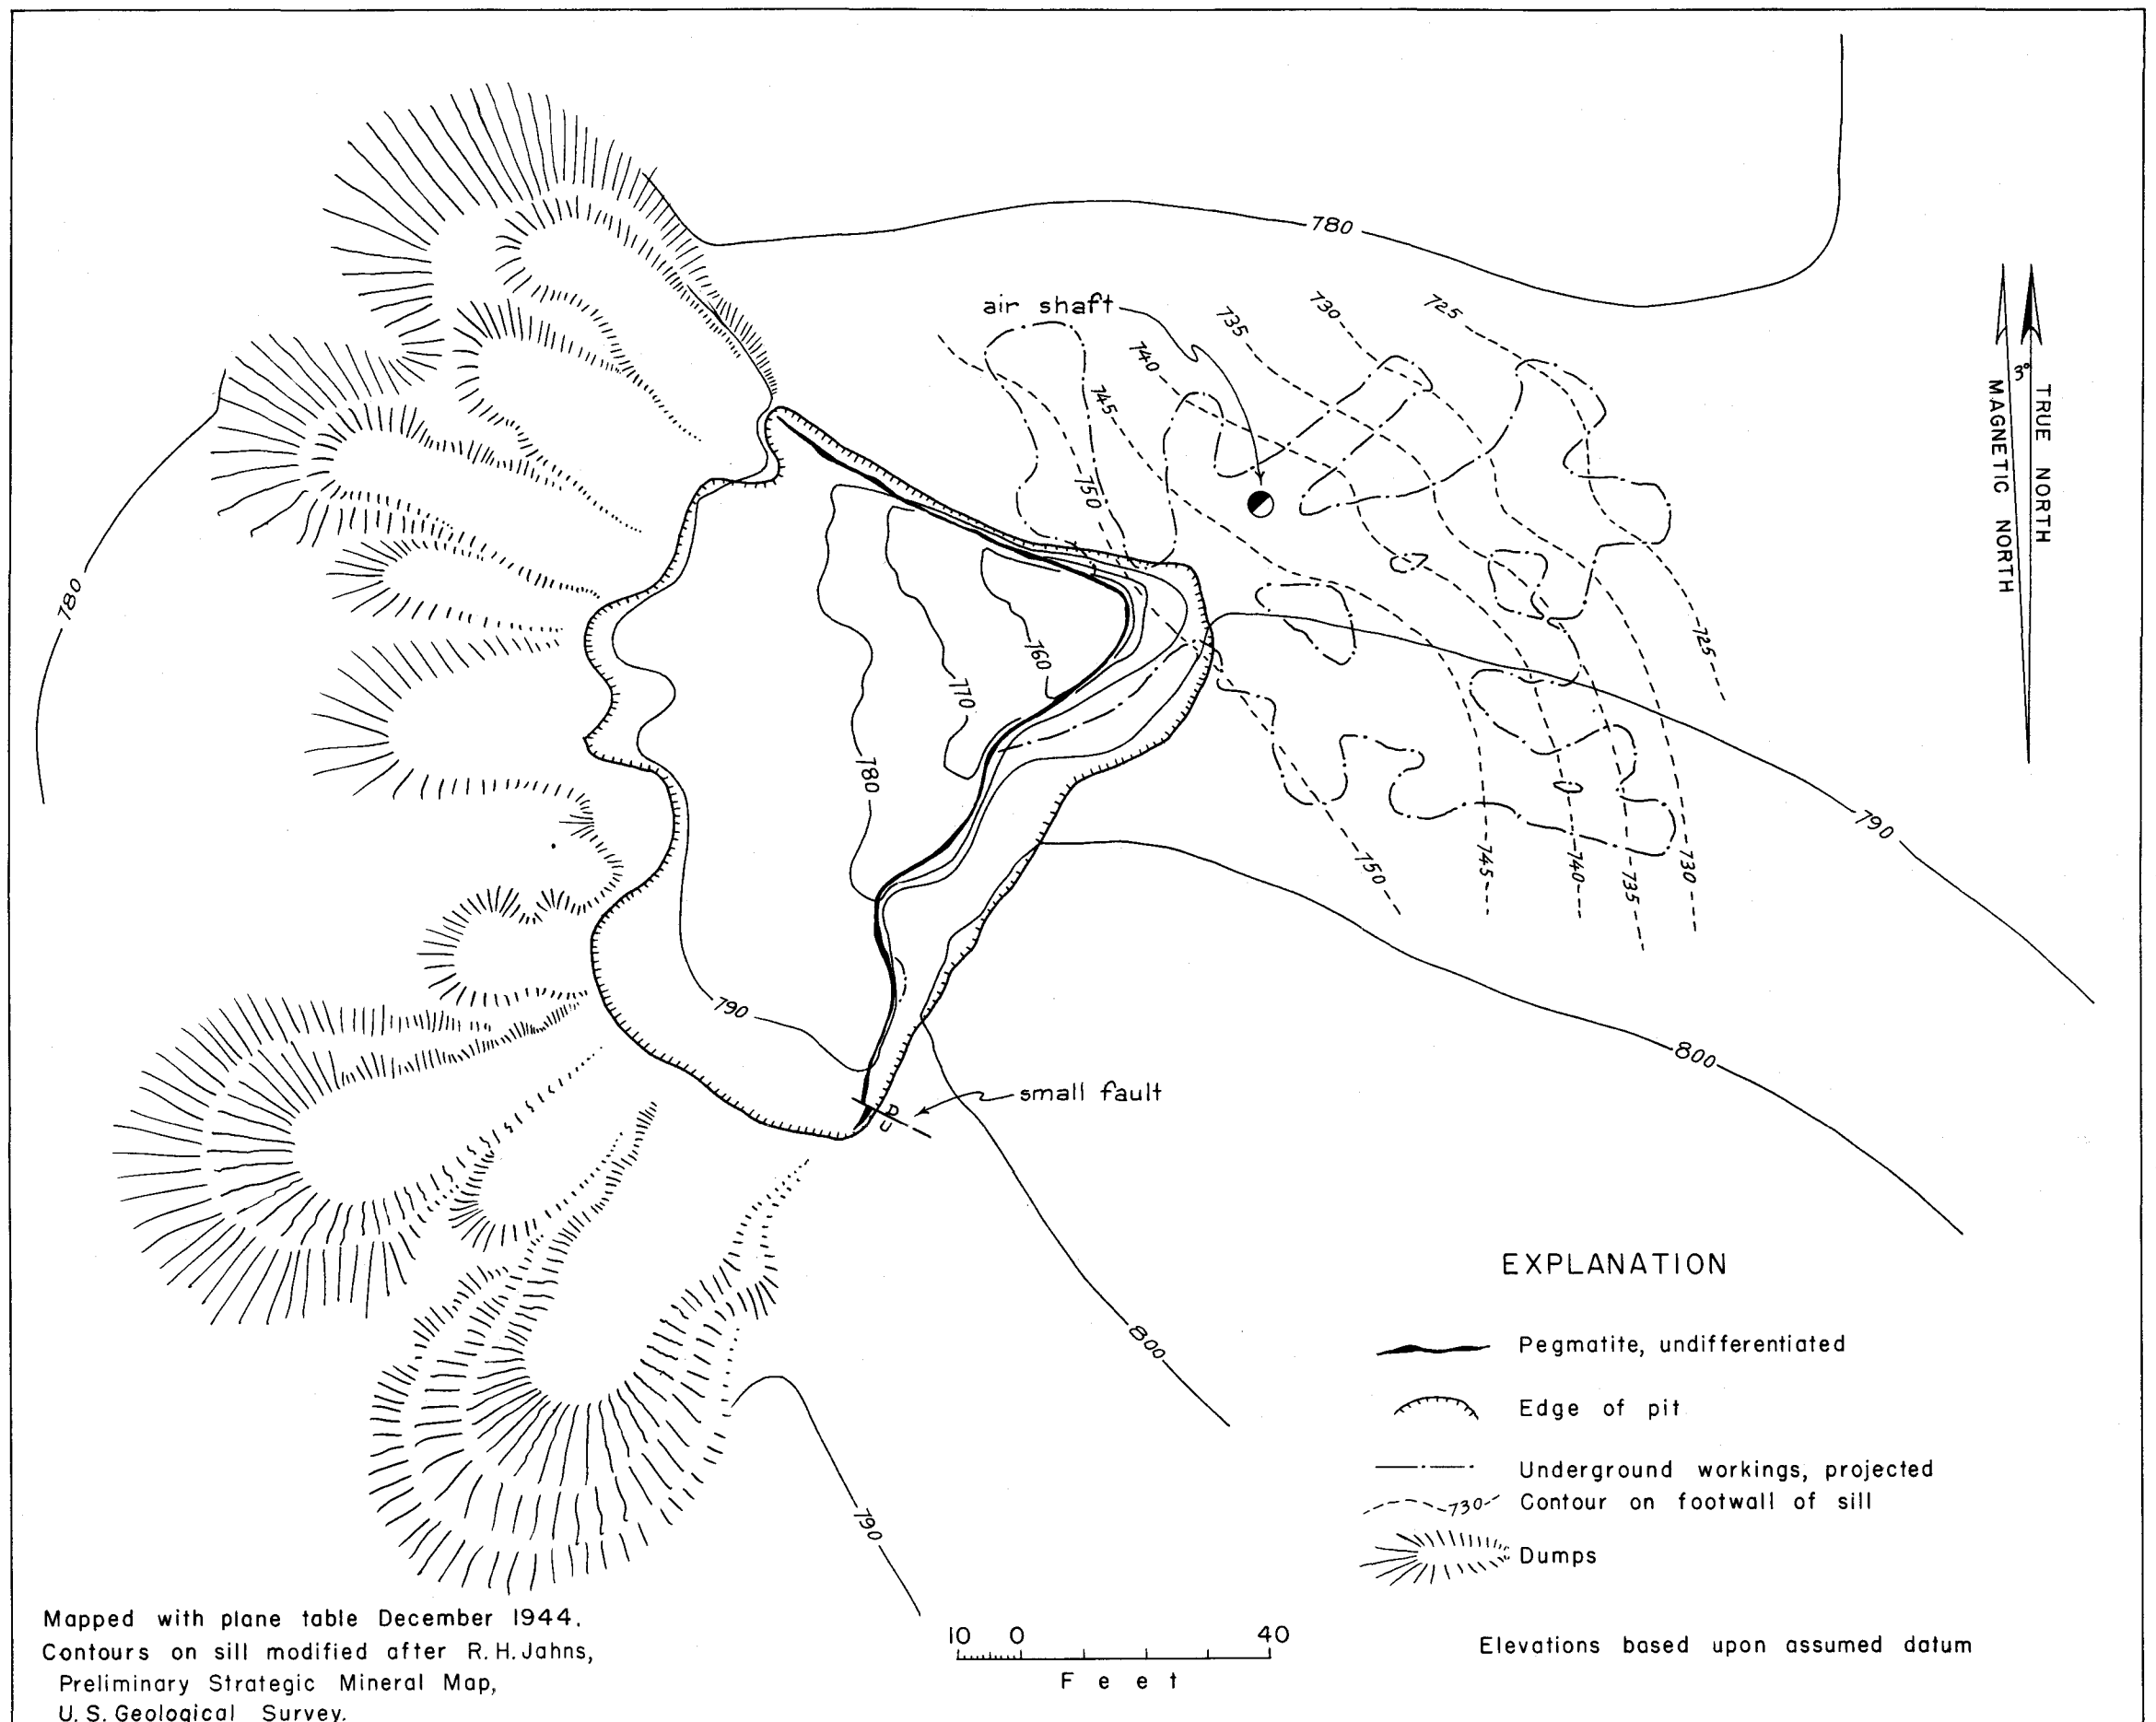 780
air shaft
735
730
725
740
745
750
3°
MAGNETIC NORTH
TRUE NORTH
780
760
725
770
780
790
750
745
740
735
730
790
800
small fault
D
U
800
790
EXPLANATION
Pegmatite, undifferentiated
Edge of pit
Underground workings, projected
730
Contour on footwall of sill
Dumps
Mapped with plane table December 1944.
Contours on sill modified after R. H. Jahns,
Preliminary Strategic Mineral Map,
U. S. Geological Survey.
10 0 40
Feet
Elevations based upon assumed datum